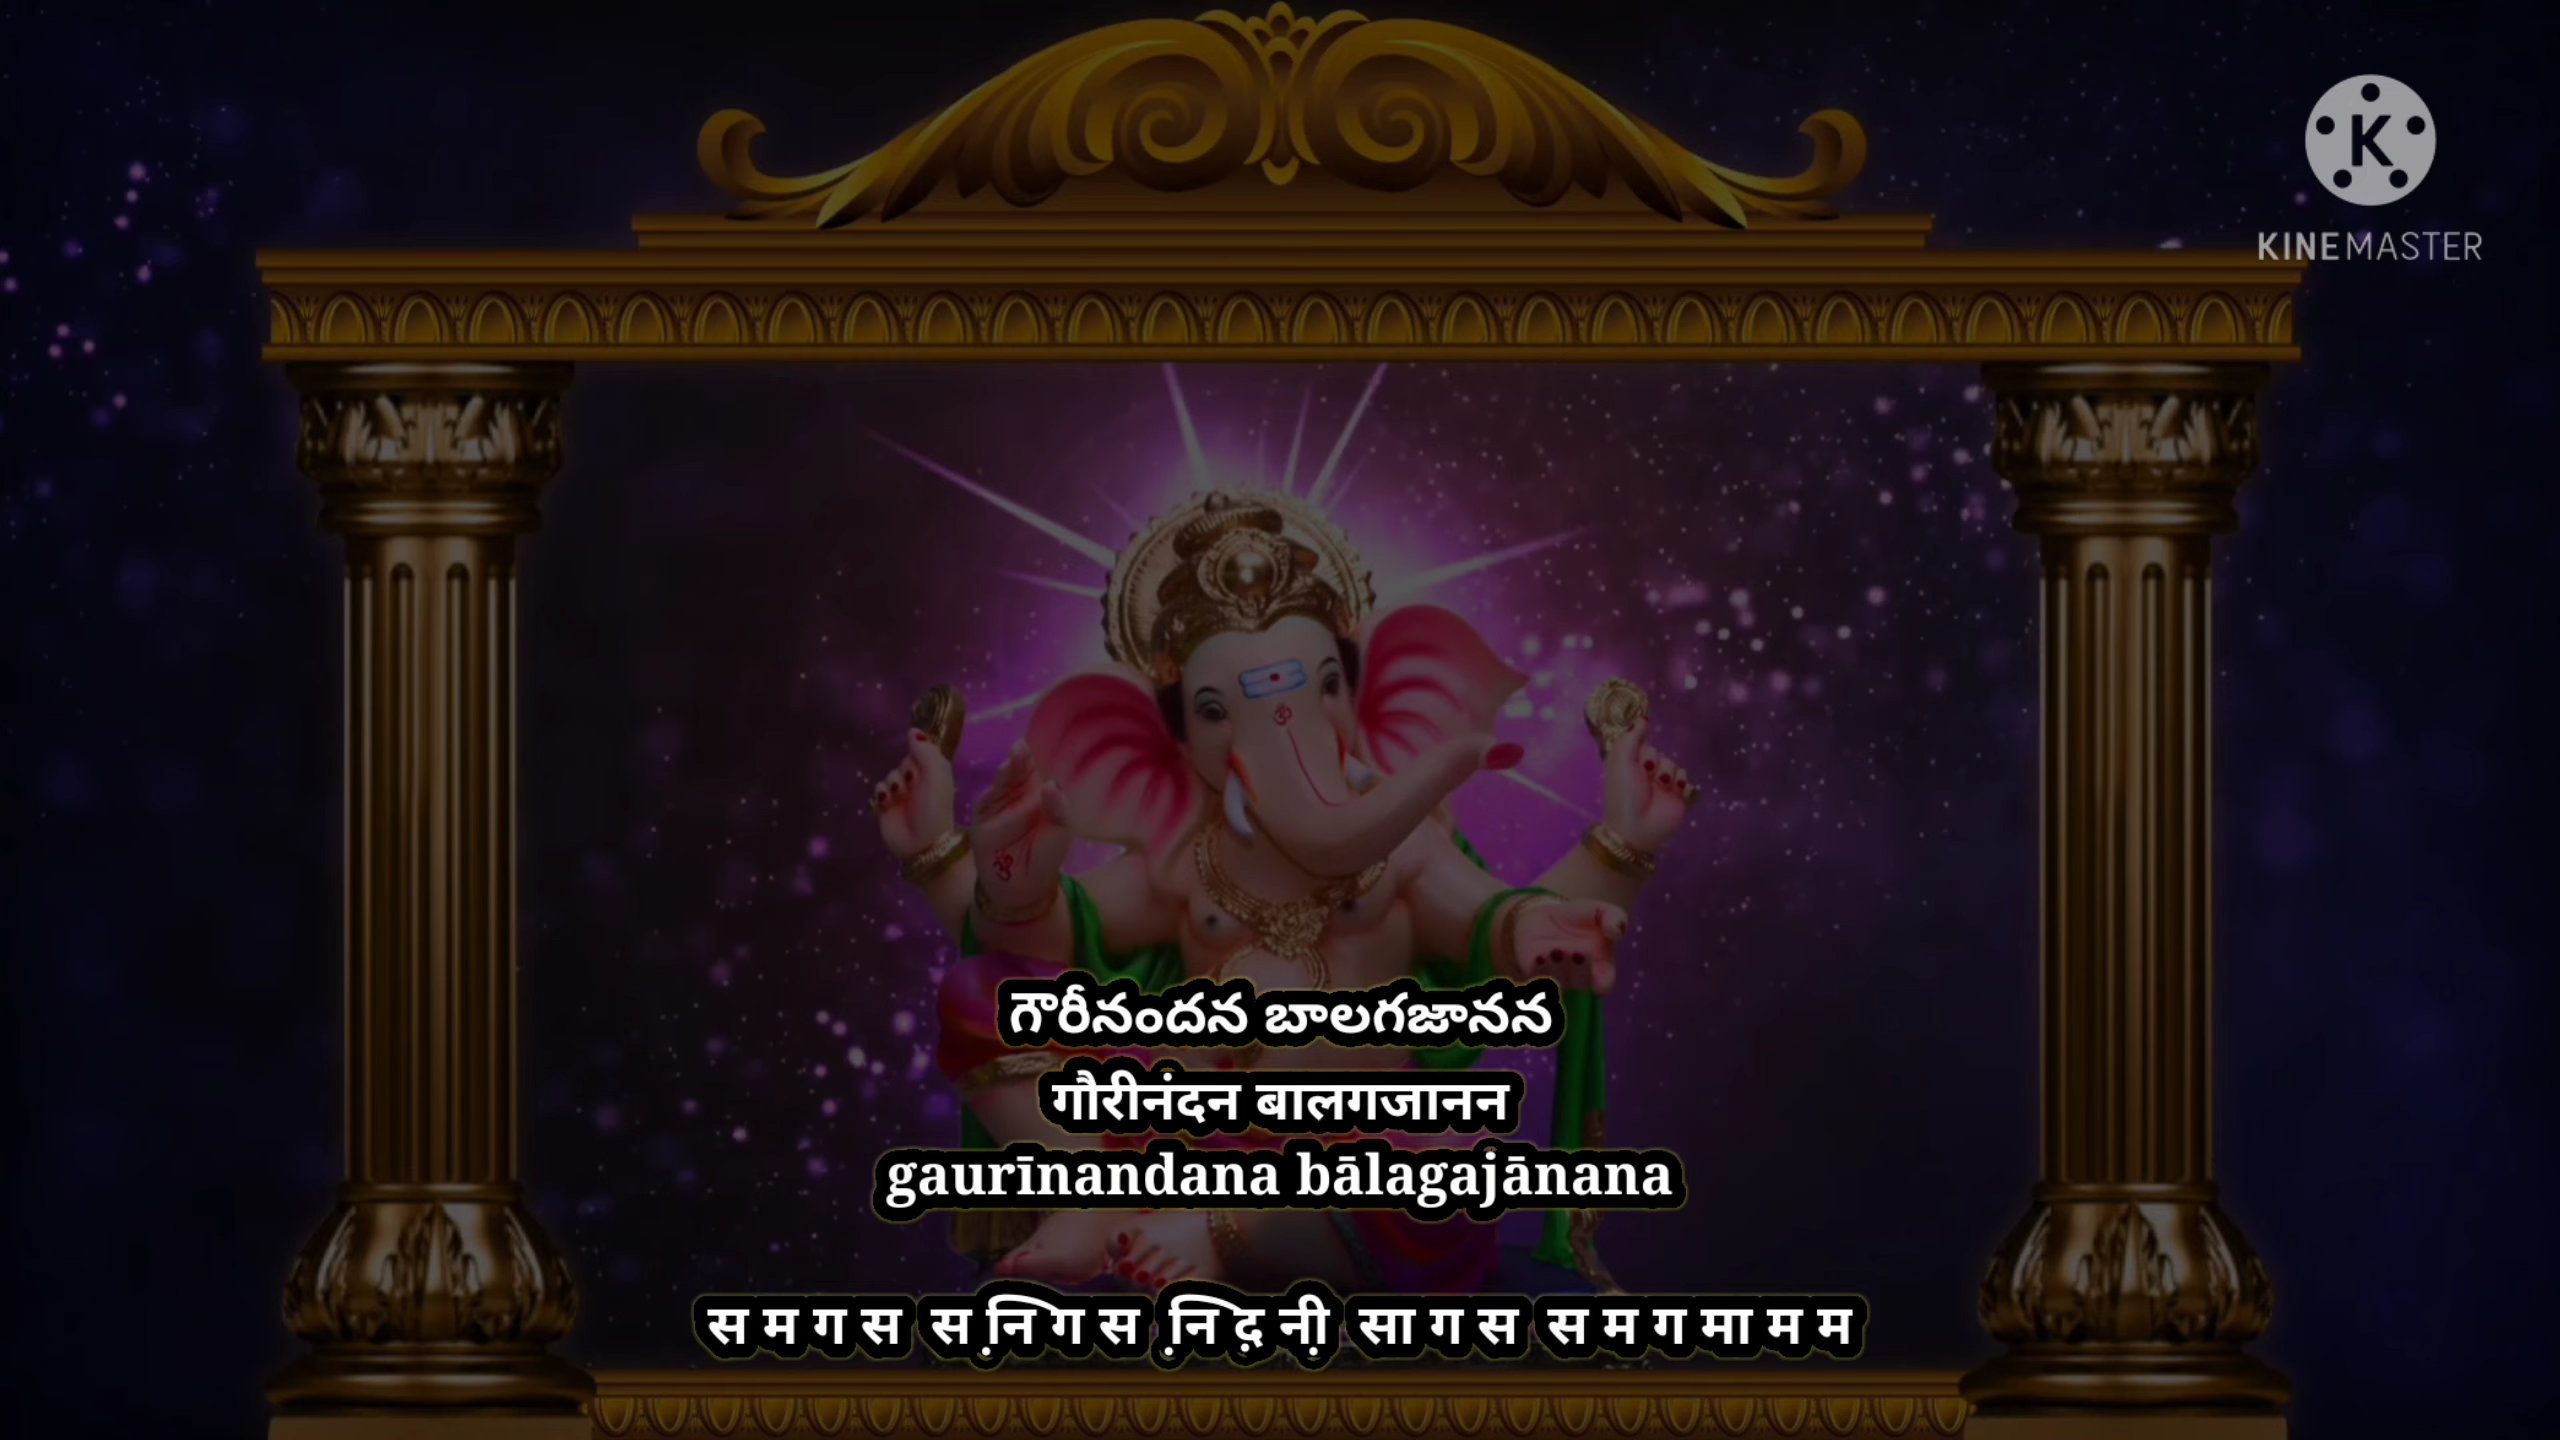 KINEMASTER
గౌరీనందన బాలగజానన
गौरीनंदन बालगजानन
gaurīnandana bālagajānana
स म ग स स ऩि ग स ऩि द़ ऩी सा ग स स म ग मा म म